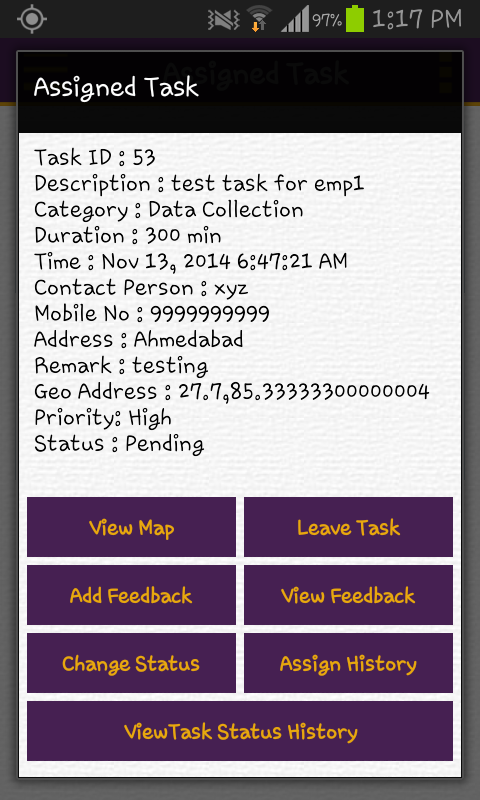 97% 1:17 PM
Assigned Task
Assigned Task
Task ID : 53
Description : test task for emp1
Category : Data Collection
Duration : 300 min
Time : Nov 13, 2014 6:47:21 AM
Contact Person : xyz
Mobile No : 9999999999
Address : Ahmedabad
Remark : testing
Geo Address : 27.7,85.33333300000004
Priority: High
Status : Pending
View Map Leave Task
Add Feedback View Feedback
Change Status Assign History
ViewTask Status History